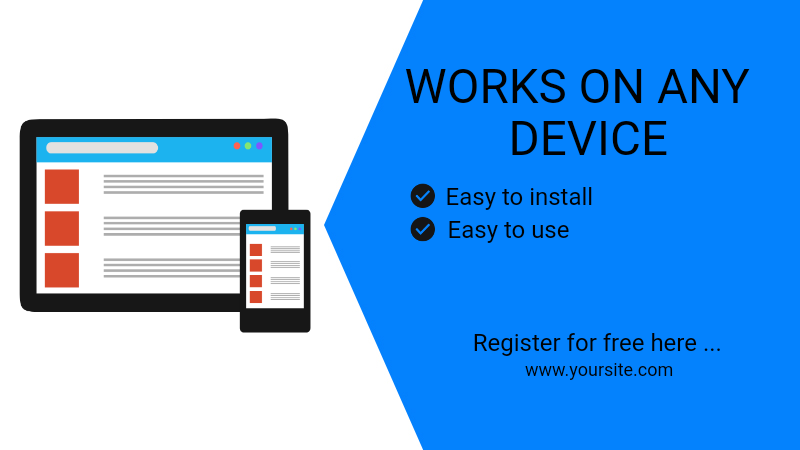 WORKS ON ANY
DEVICE
Easy to install
Easy to use
Register for free here ...
www.yoursite.com